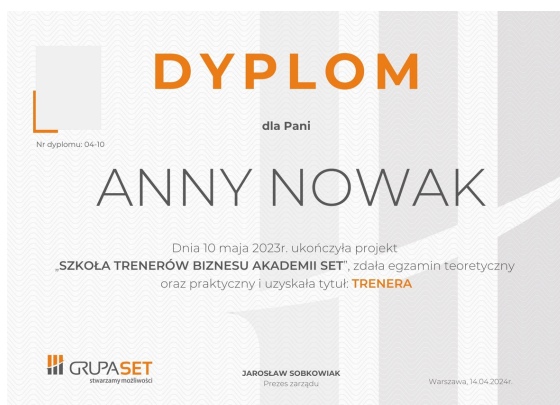 DYPLOM
dla Pani
Nr dyplomu: 04-10
ANNY NOWAK
Dnia 10 maja 2023r. ukończyła projekt
„SZKOŁA TRENERÓW BIZNESU AKADEMII SET”, zdała egzamin teoretyczny
oraz praktyczny i uzyskała tytuł: TRENERA
GRUPASET
stwarzamy możliwości
JAROSŁAW SOBKOWIAK
Prezes zarządu
Warszawa, 14.04.2024r.